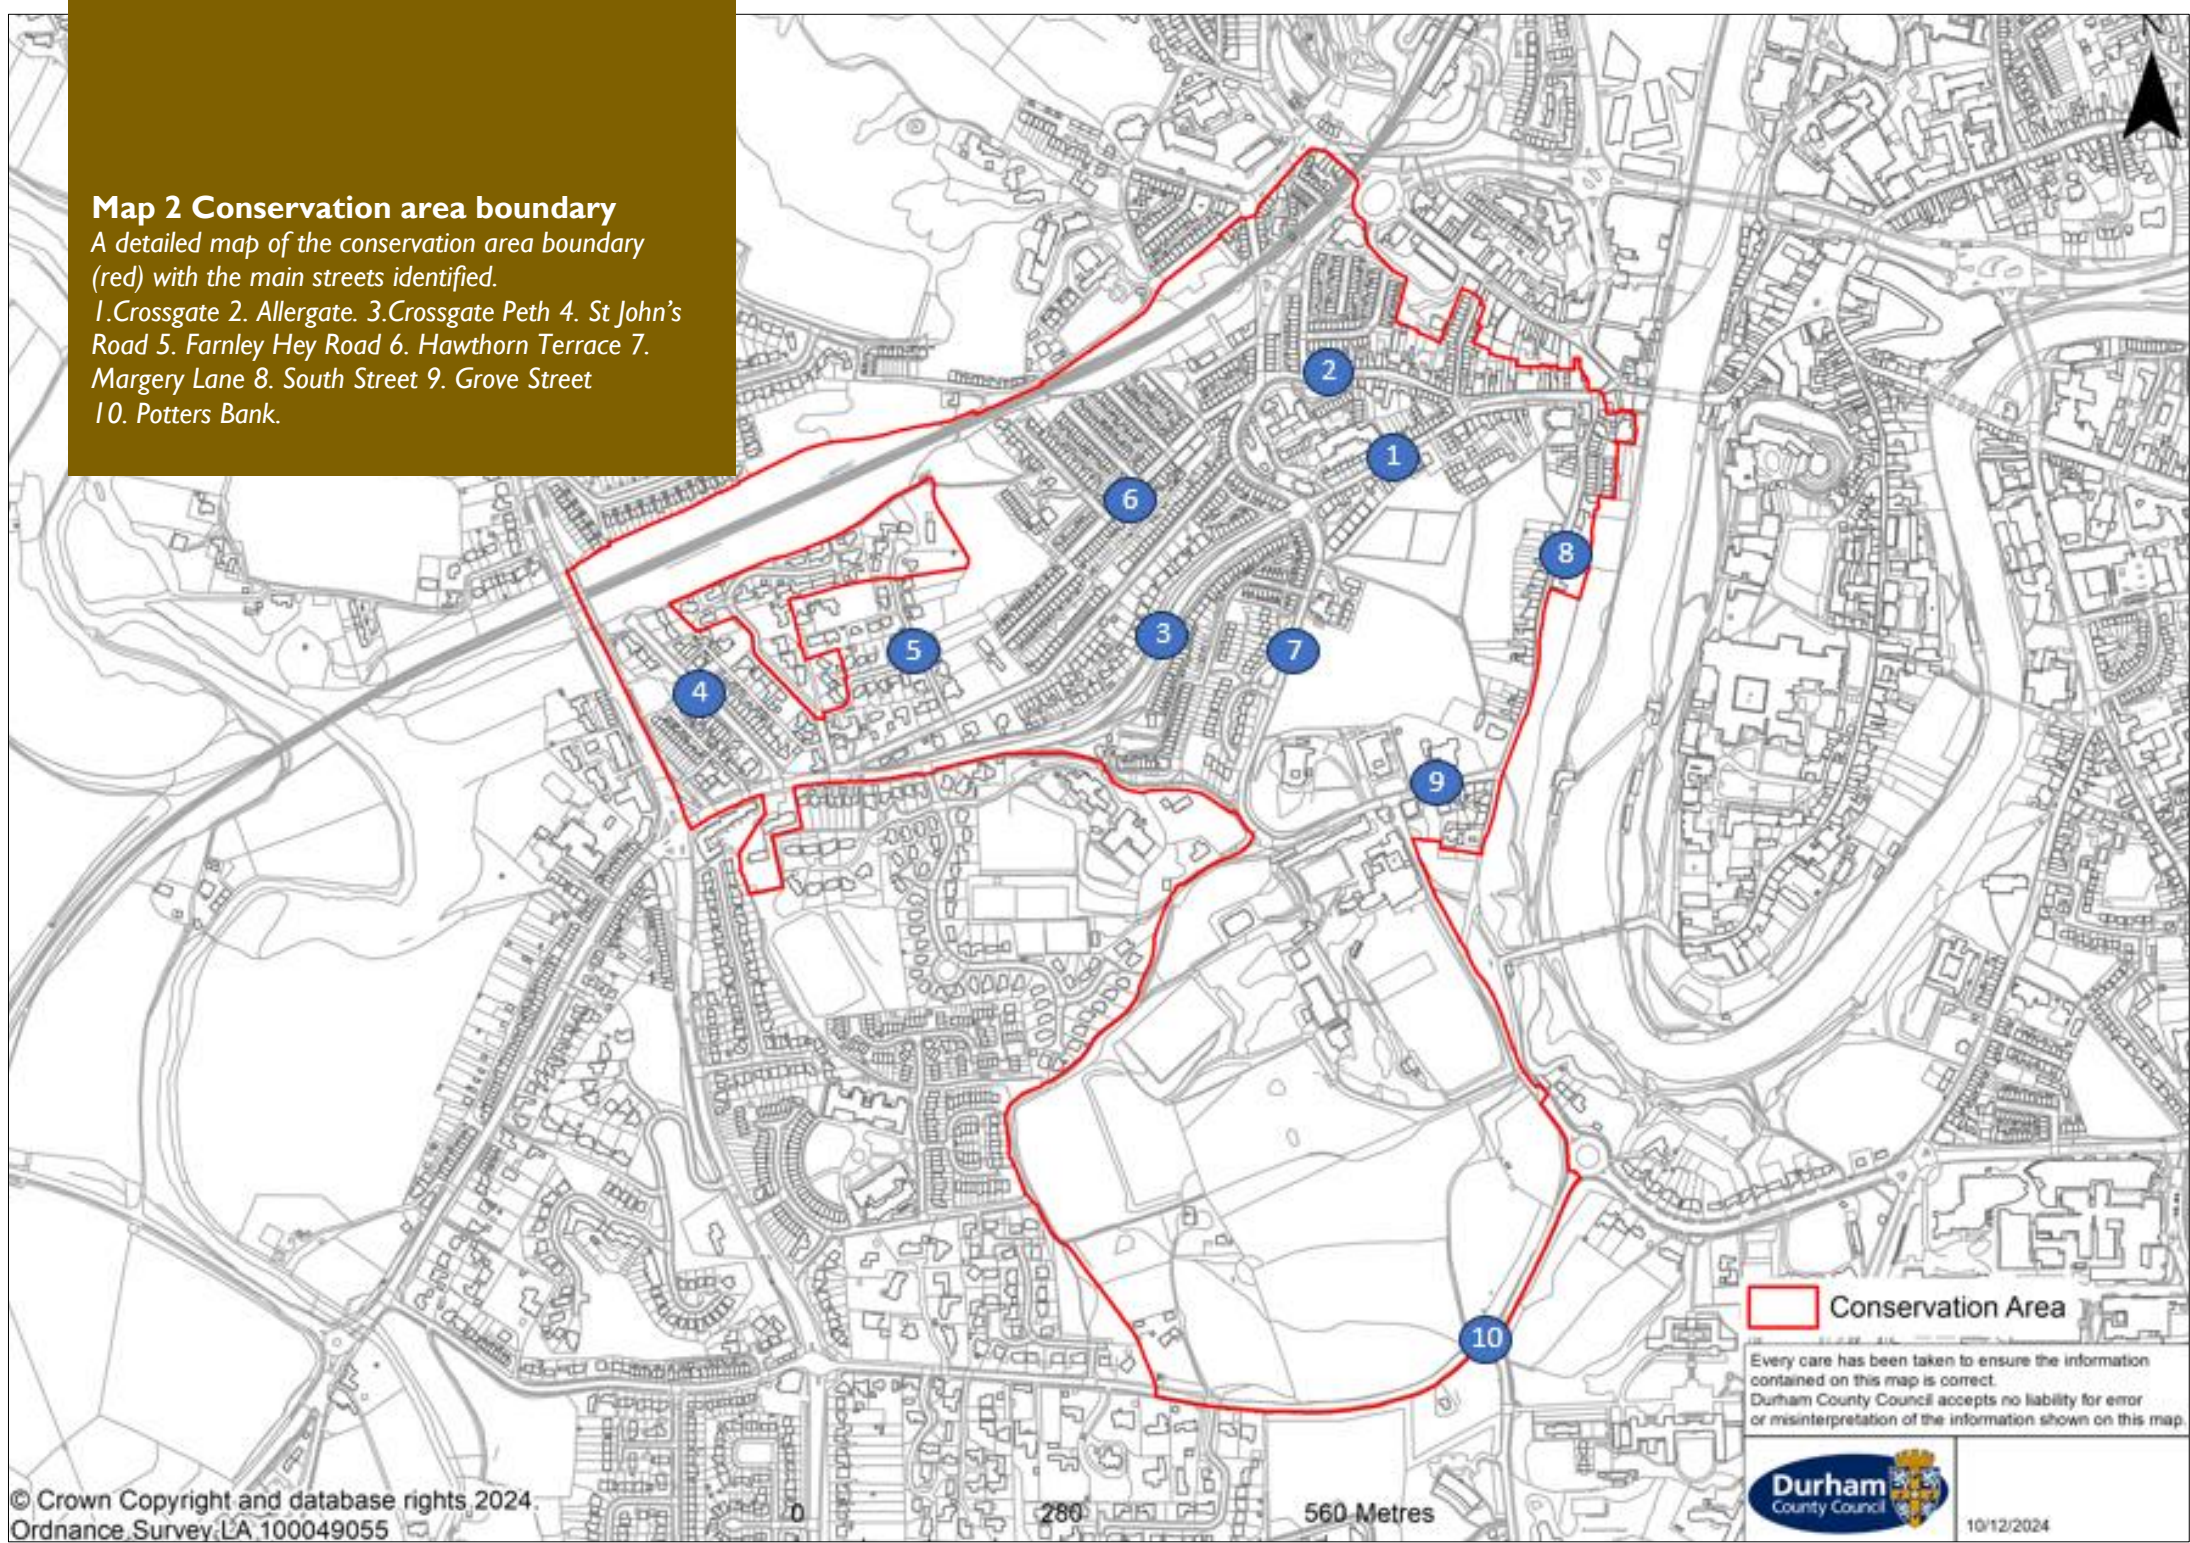 Map 2 Conservation area boundary
A detailed map of the conservation area boundary
(red) with the main streets identified.
1.Crossgate 2. Allergate. 3.Crossgate Peth 4. St John's
Road 5. Farnley Hey Road 6. Hawthorn Terrace 7.
Margery Lane 8. South Street 9. Grove Street
10. Potters Bank.
2
1
6
8
3
5
7
4
9
10
Conservation Area
Every care has been taken to ensure the information
contained on this map is correct.
Durham County Council accepts no liability for error
or misinterpretation of the information shown on this map.
Durham
County Council
10/12/2024
© Crown Copyright and database rights 2024.
Ordnance Survey LA 100049055
0 280 560 Metres